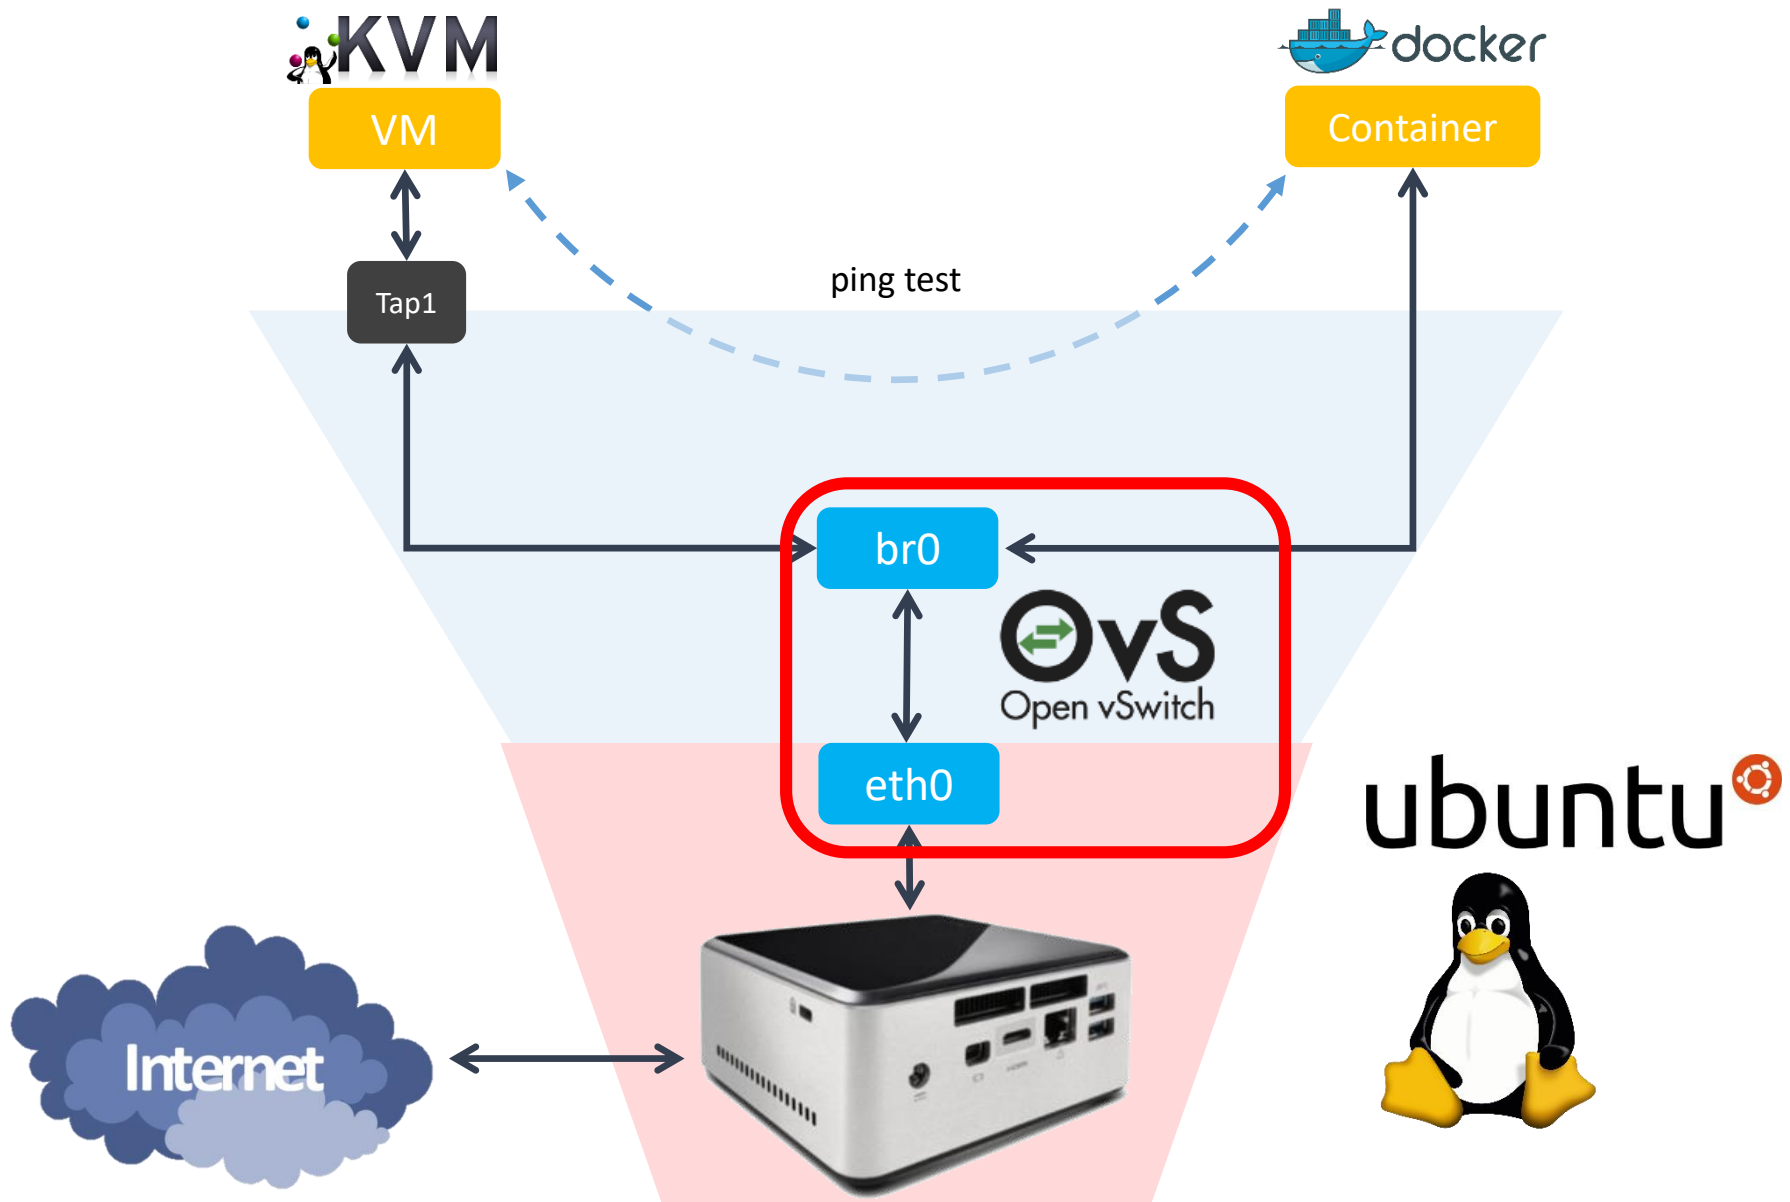 KVM
docker
VM
Container
ping test
Tap1
br0
OvS
Open vSwitch
eth0
ubuntu
Internet